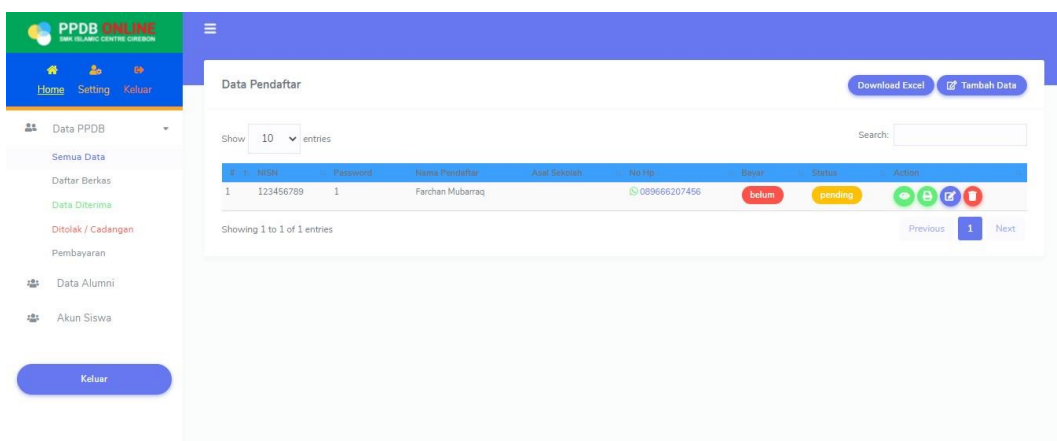 PPDB ONLINE
SMK ISLAMIC CENTRE CIREBON
Home Setting Keluar
Data PPDB
Semua Data
Daftar Berkas
Data Diterima
Ditolak / Cadangan
Pembayaran
Data Alumni
Akun Siswa
Keluar
Data Pendaftar
Download Excel Tambah Data
Show 10 entries Search:
# NISN Password Nama Pendaftar Asal Sekolah No Hp Bayar Status Action
1 123456789 1 Farchan Mubarraq 089666207456 belum pending
Showing 1 to 1 of 1 entries Previous 1 Next